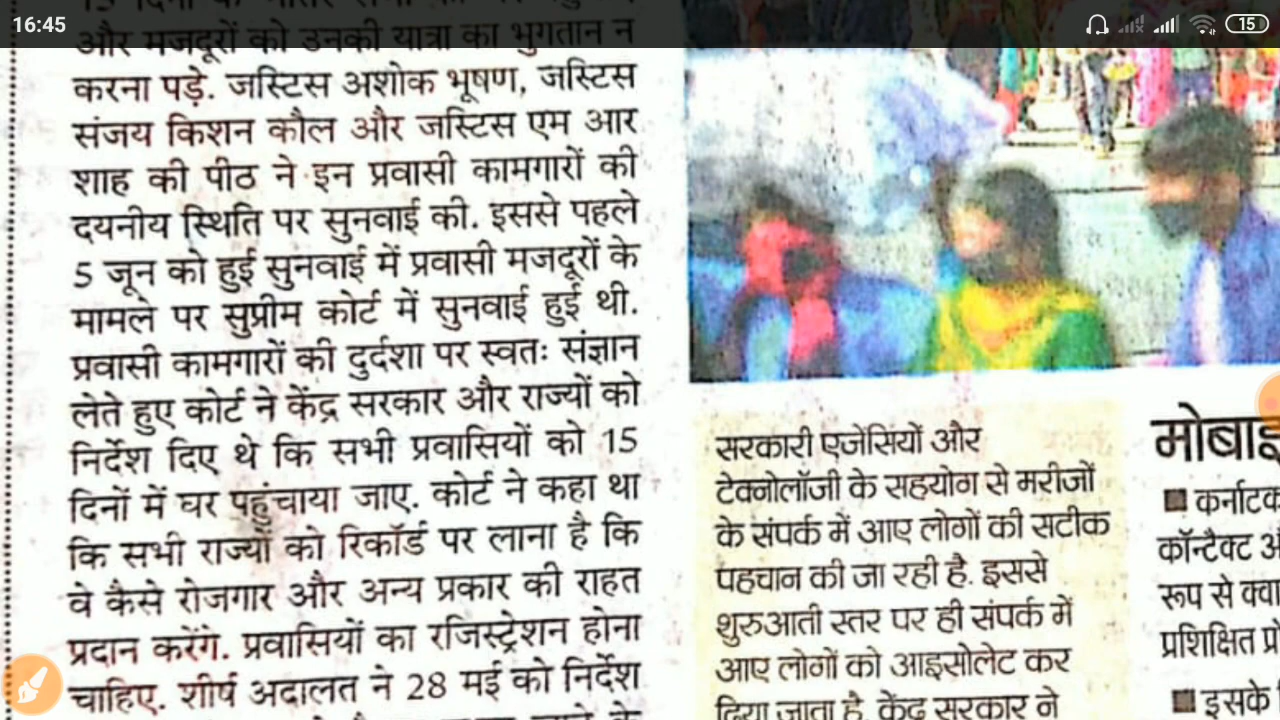 16:45
15
और मजदूरों को उनकी यात्रा का भुगतान न
करना पड़े. जस्टिस अशोक भूषण, जस्टिस
संजय किशन कौल और जस्टिस एम आर
शाह की पीठ ने इन प्रवासी कामगारों की
दयनीय स्थिति पर सुनवाई की. इससे पहले
5 जून को हुई सुनवाई में प्रवासी मजदूरों के
मामले पर सुप्रीम कोर्ट में सुनवाई हुई थी.
प्रवासी कामगारों की दुर्दशा पर स्वतः संज्ञान
लेते हुए कोर्ट ने केंद्र सरकार और राज्यों को
निर्देश दिए थे कि सभी प्रवासियों को 15
दिनों में घर पहुंचाया जाए. कोर्ट ने कहा था
कि सभी राज्यों को रिकॉर्ड पर लाना है कि
वे कैसे रोजगार और अन्य प्रकार की राहत
प्रदान करेंगे. प्रवासियों का रजिस्ट्रेशन होना
चाहिए. शीर्ष अदालत ने 28 मई को निर्देश
सरकारी एजेंसियों और
टेक्नोलॉजी के सहयोग से मरीजों
के संपर्क में आए लोगों की सटीक
पहचान की जा रही है. इससे
शुरुआती स्तर पर ही संपर्क में
आए लोगों को आइसोलेट कर
दिया जाता है. केंद्र सरकार ने
मोबाइ
■ कर्नाटक
कॉन्टैक्ट
रूप से क्वा
प्रशिक्षित प्रो
■ इसके